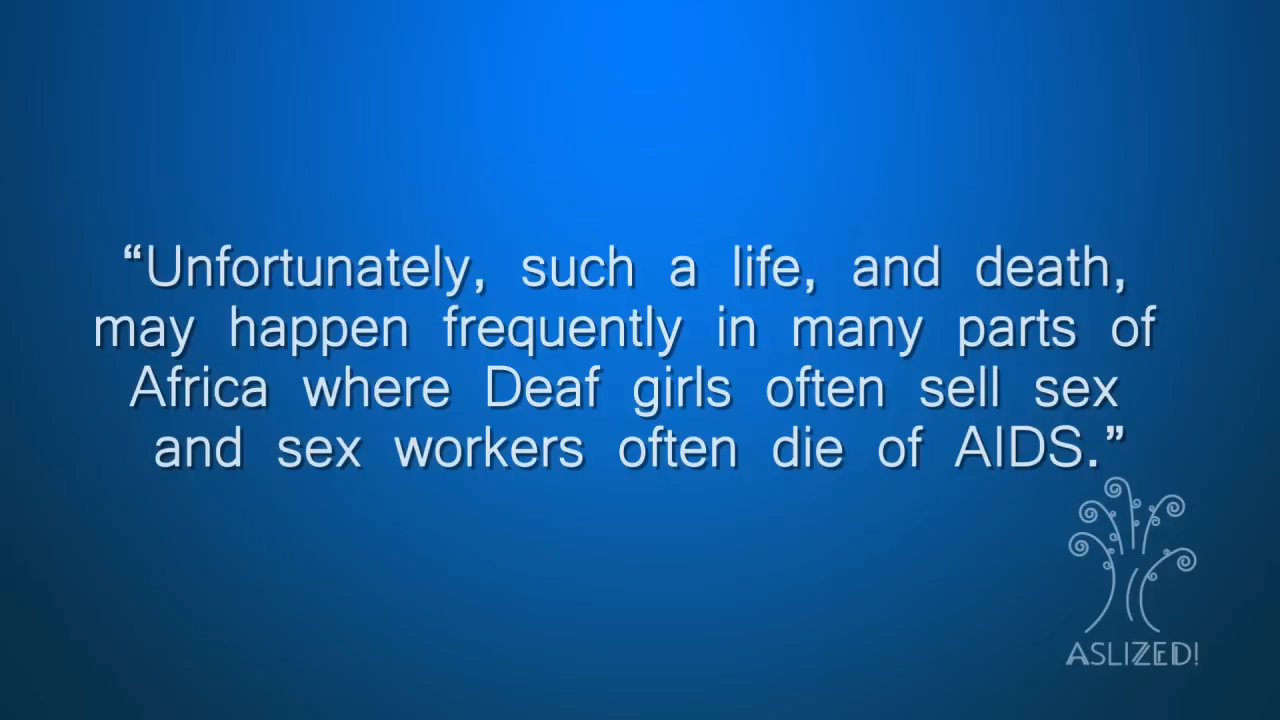 “Unfortunately, such a life, and death,
may happen frequently in many parts of
Africa where Deaf girls often sell sex
and sex workers often die of AIDS.”
ASLIZED!